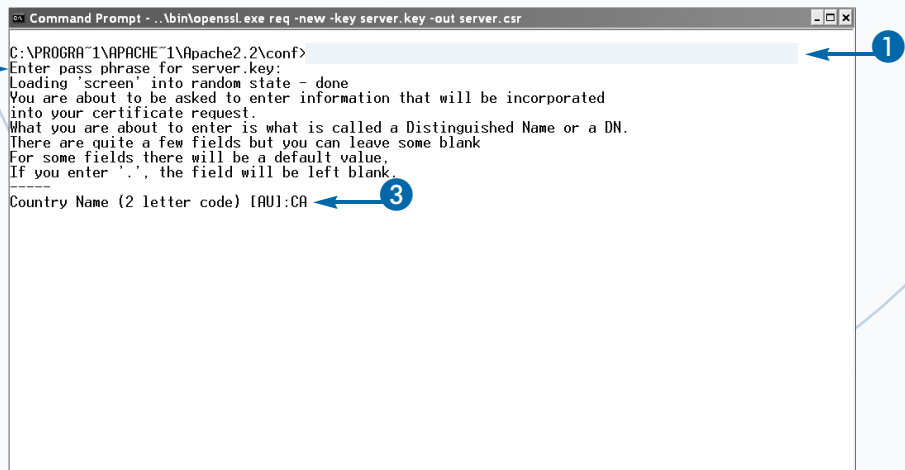 Command Prompt - ..\bin\openssl.exe req -new -key server.key -out server.csr
C:\PROGRA~1\APACHE~1\Apache2.2\conf>
1
Enter pass phrase for server.key:
Loading 'screen' into random state - done
You are about to be asked to enter information that will be incorporated
into your certificate request.
What you are about to enter is what is called a Distinguished Name or a DN.
There are quite a few fields but you can leave some blank
For some fields there will be a default value,
If you enter '.', the field will be left blank.
-----
Country Name (2 letter code) [AU]:CA
3